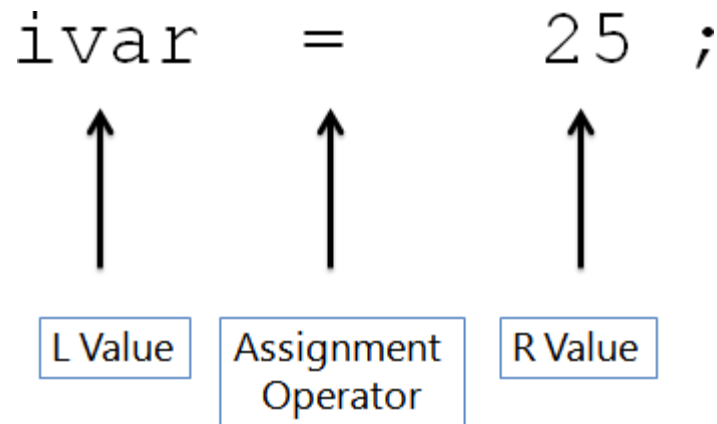 ivar = 25 ;
L Value
Assignment
Operator
R Value